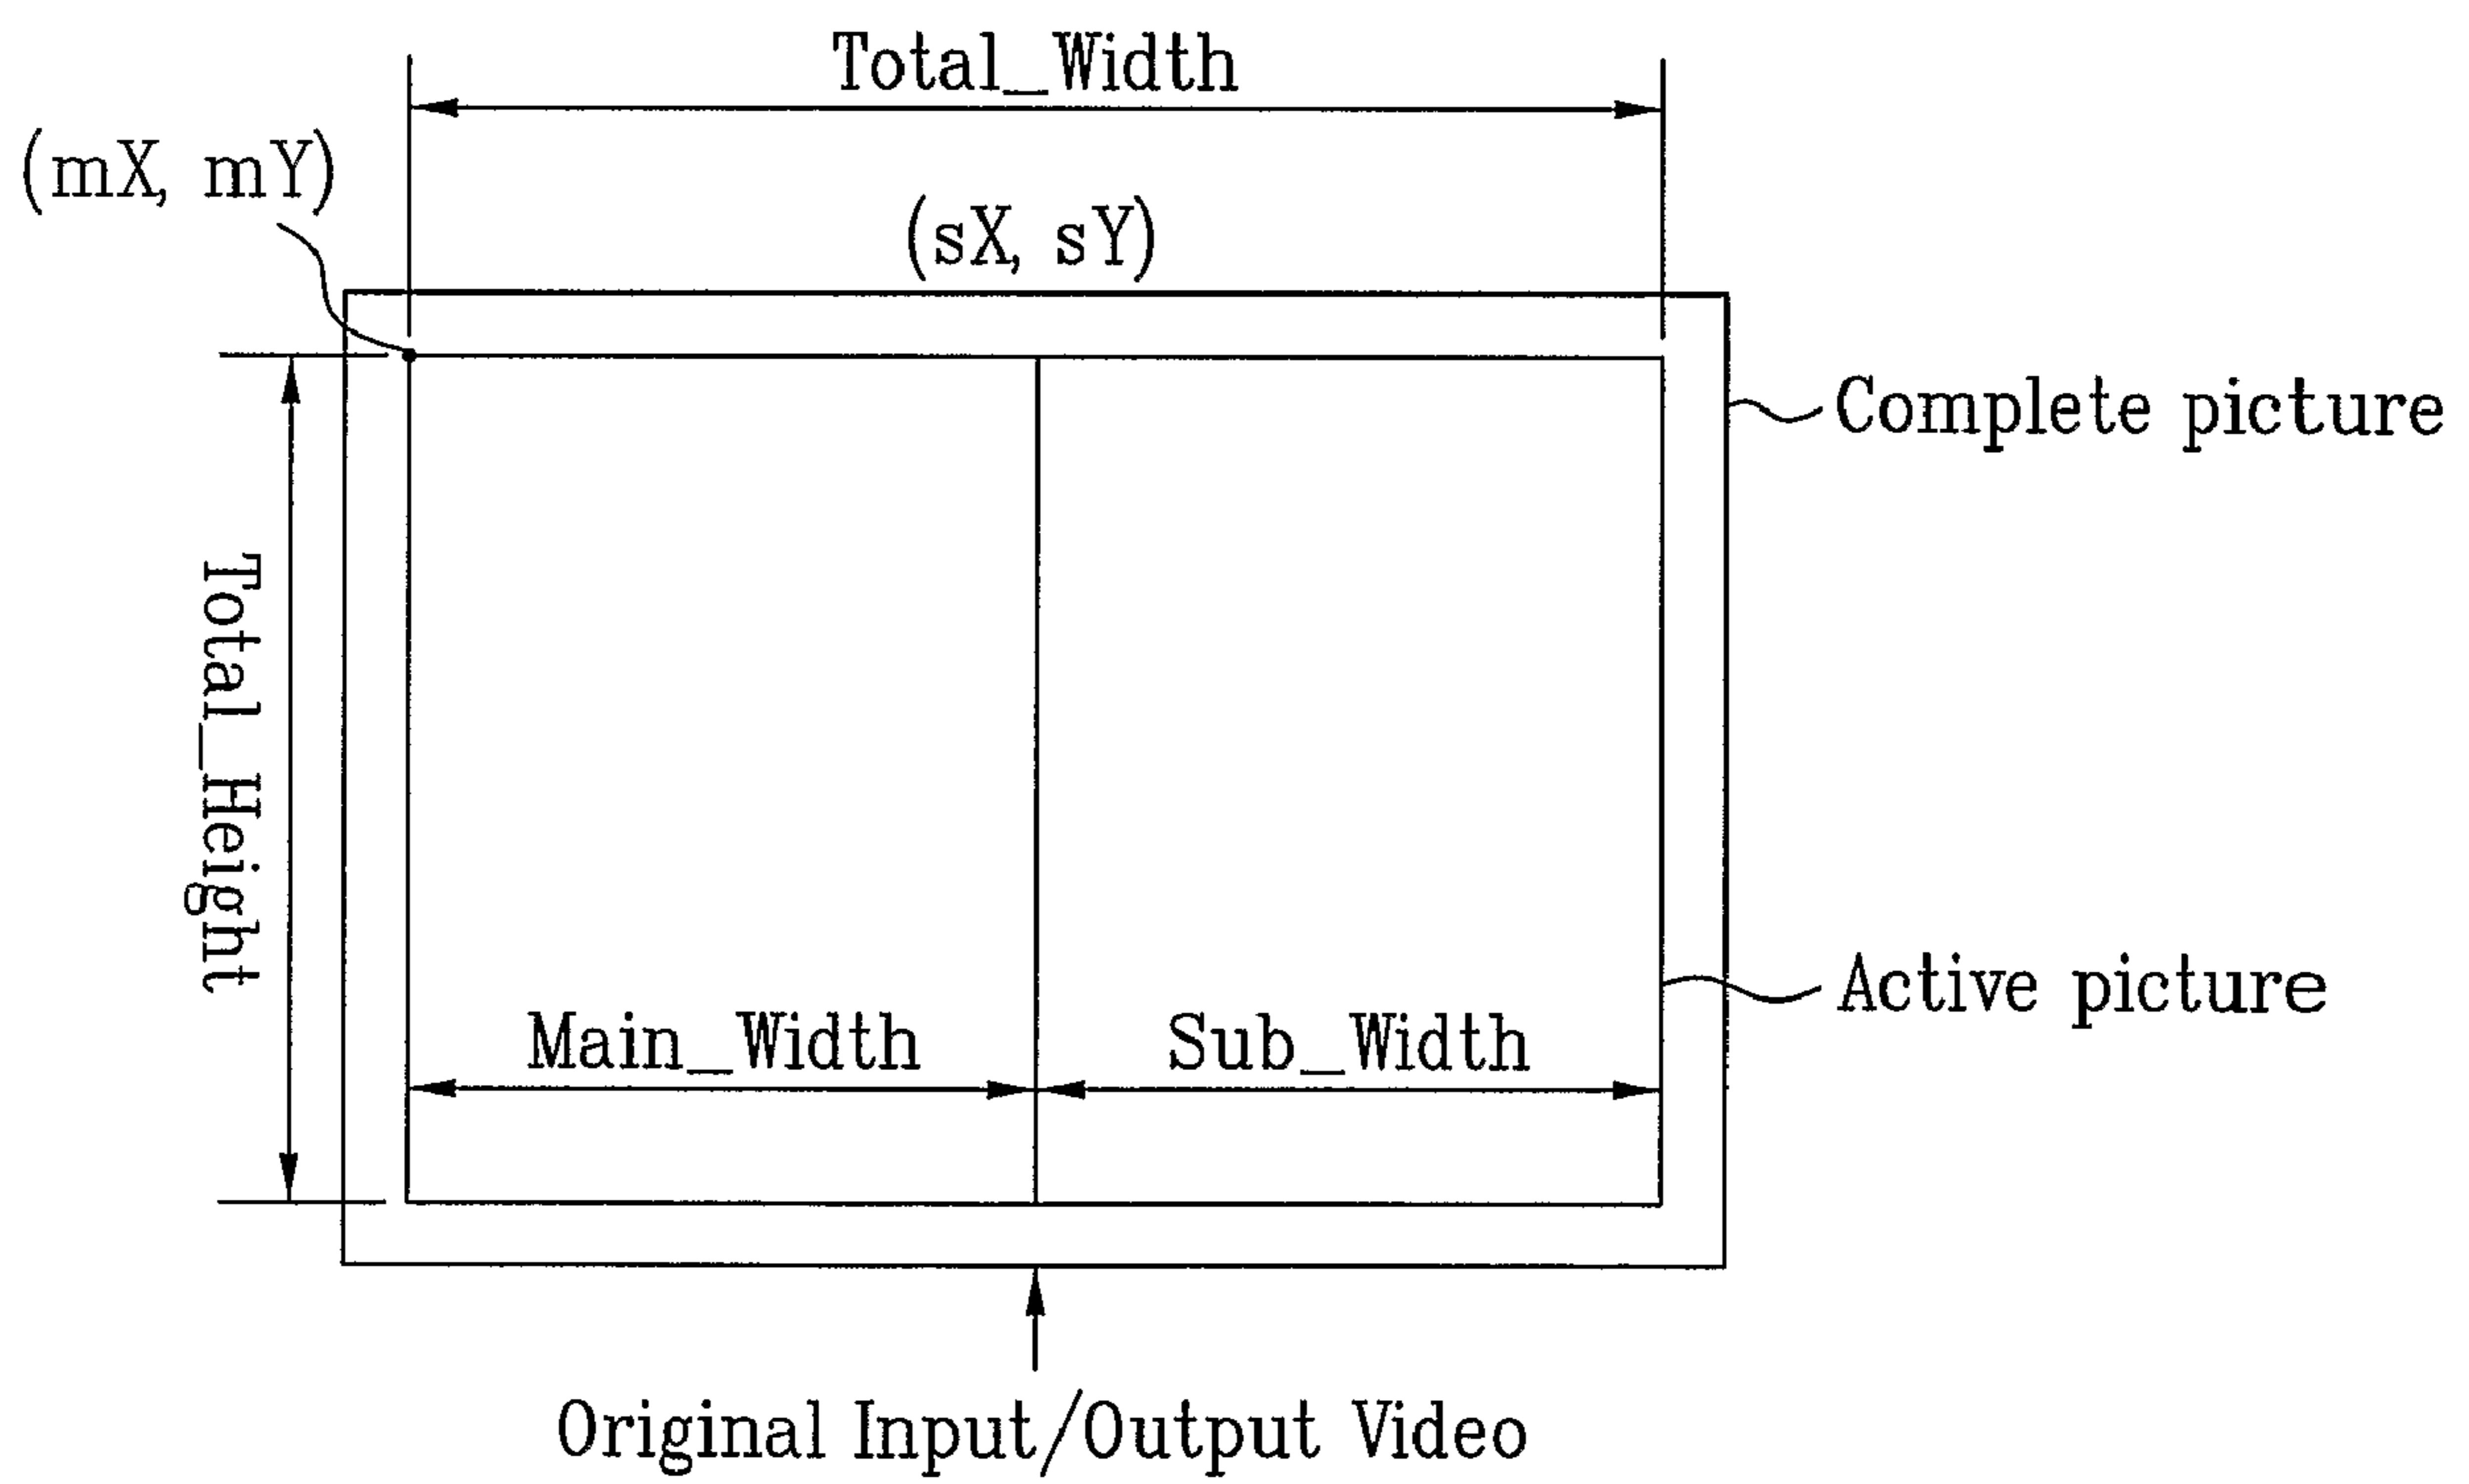 Total_Width
(mX, mY)
(sX, sY)
Complete picture
Total_Height
Active picture
Main_Width
Sub_Width
Original Input/Output Video